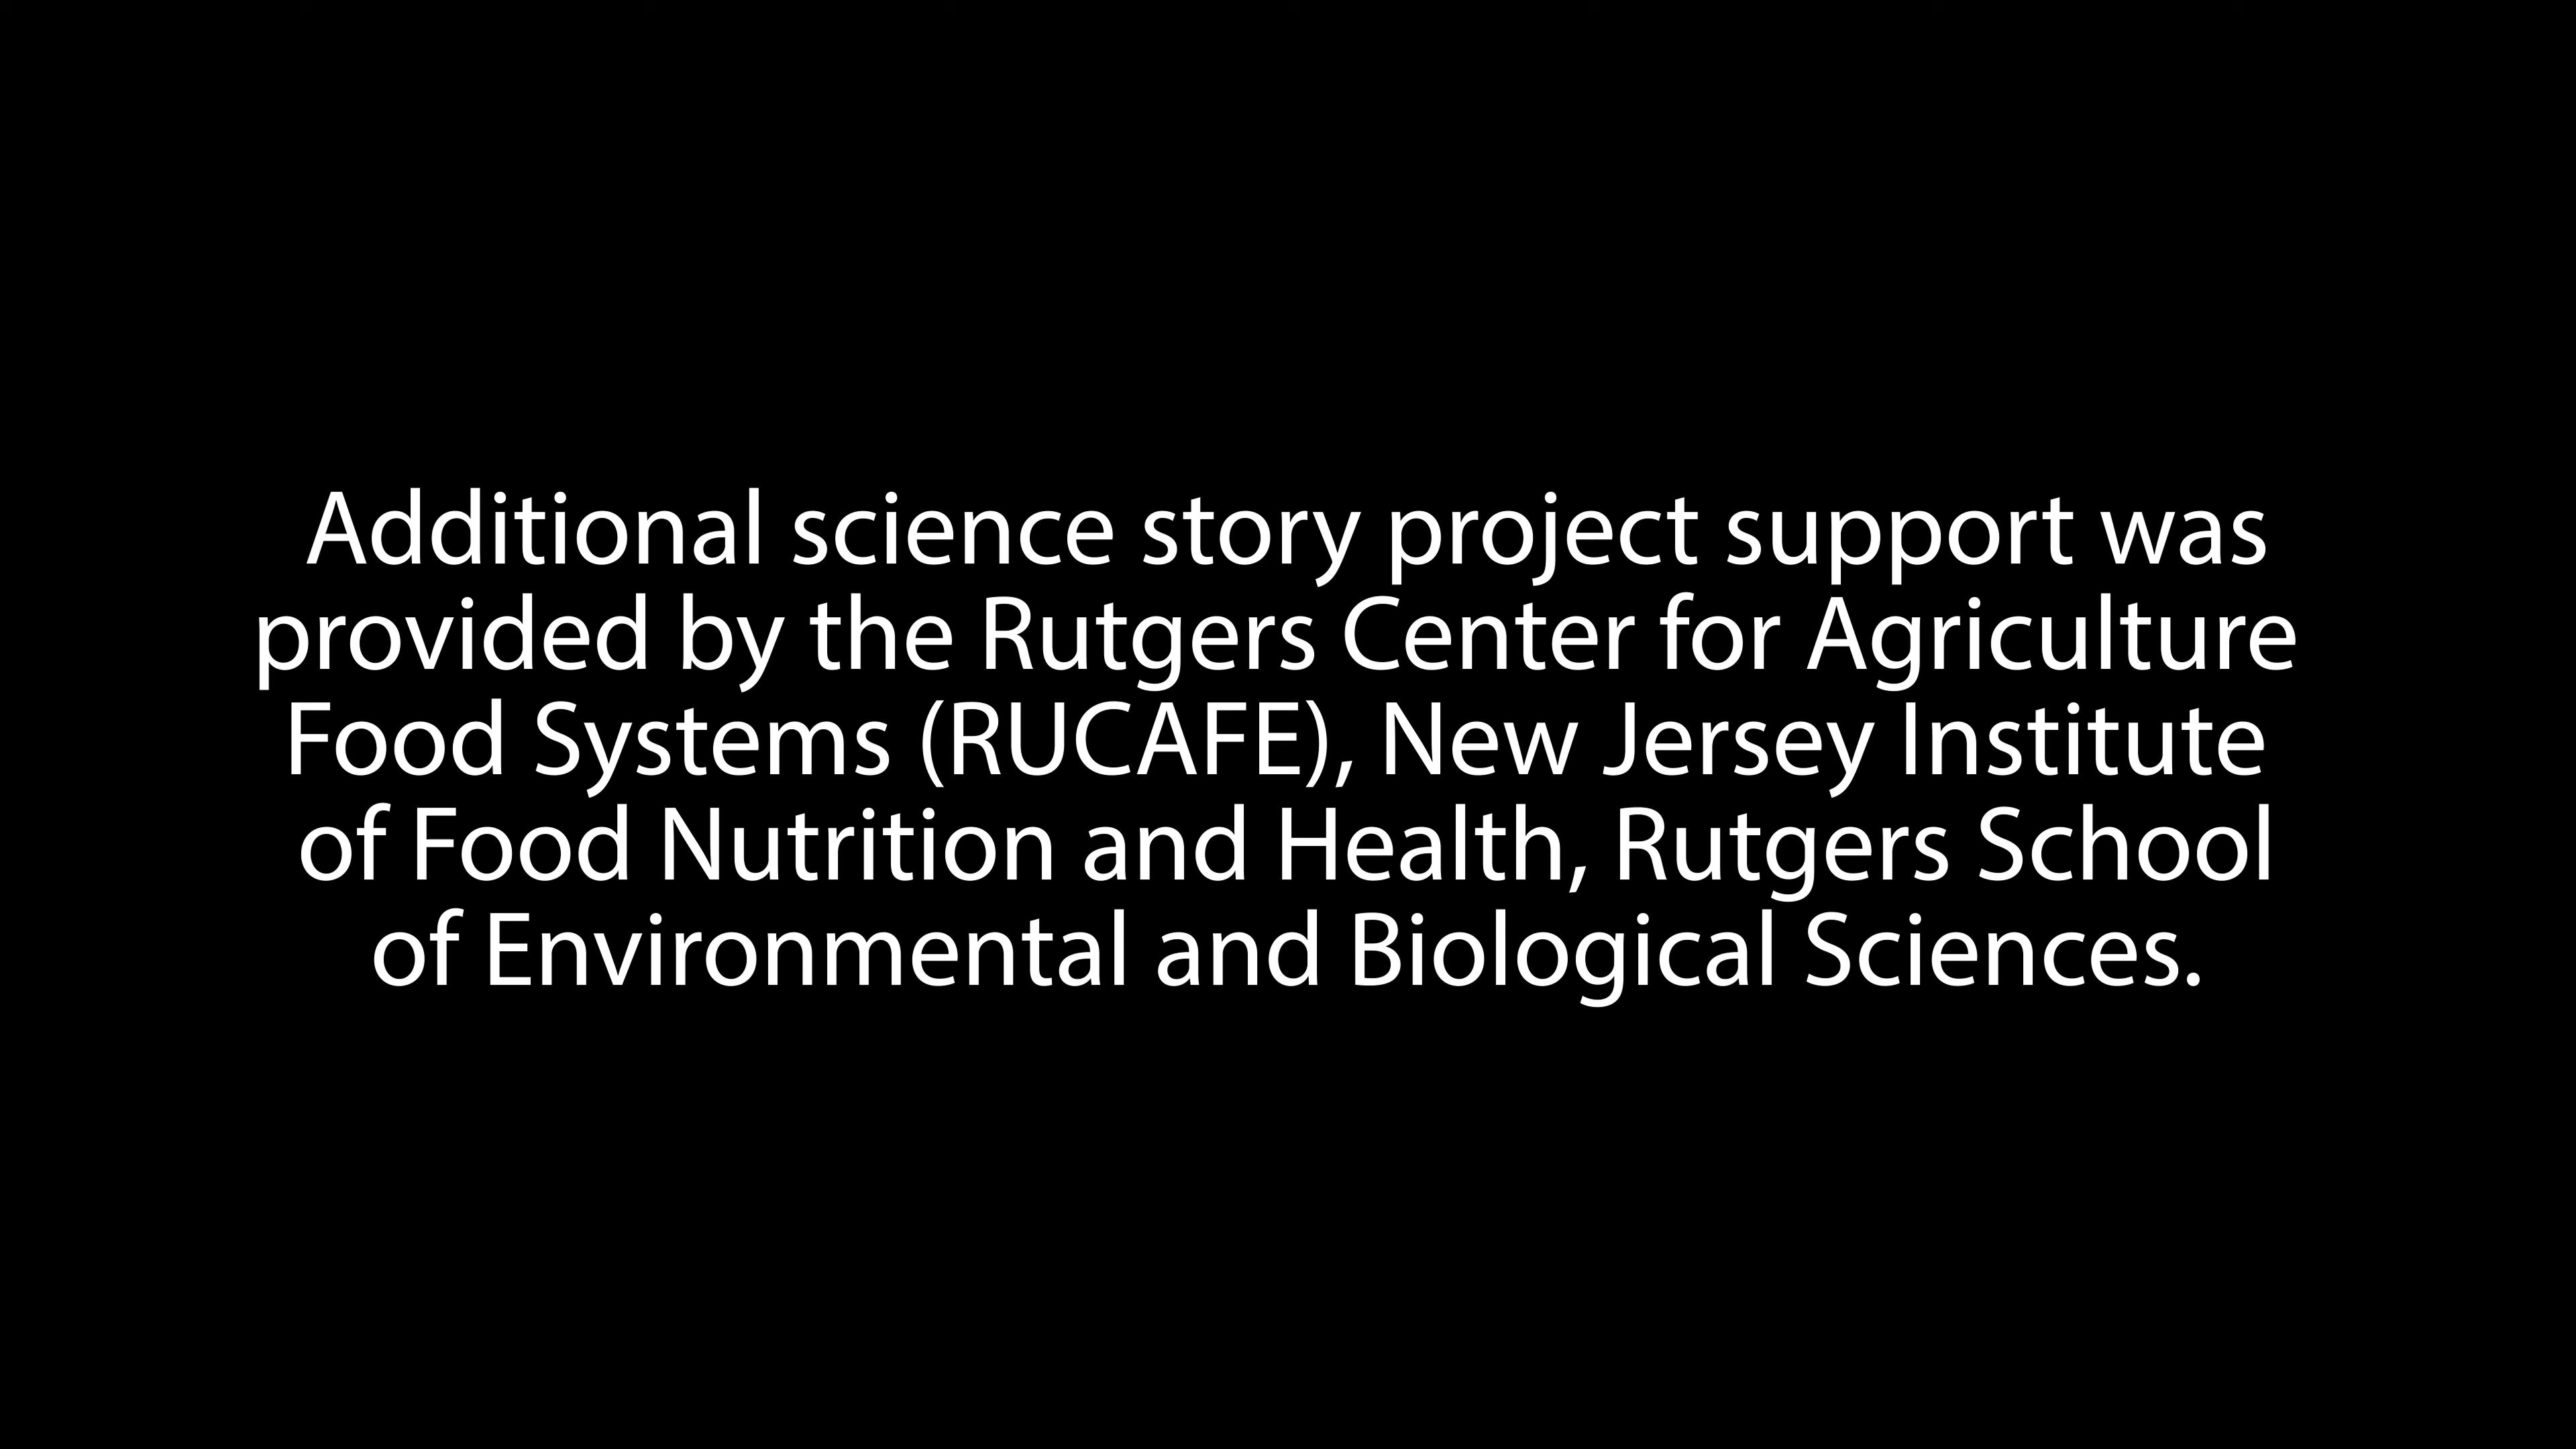 Additional science story project support was
provided by the Rutgers Center for Agriculture
Food Systems (RUCAFE), New Jersey Institute
of Food Nutrition and Health, Rutgers School
of Environmental and Biological Sciences.